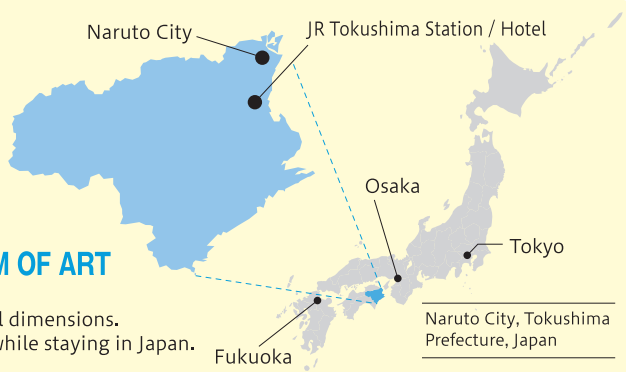 Naruto City
JR Tokushima Station / Hotel
Osaka
Tokyo
M OF ART
l dimensions.
while staying in Japan.
Fukuoka
Naruto City, Tokushima
Prefecture, Japan